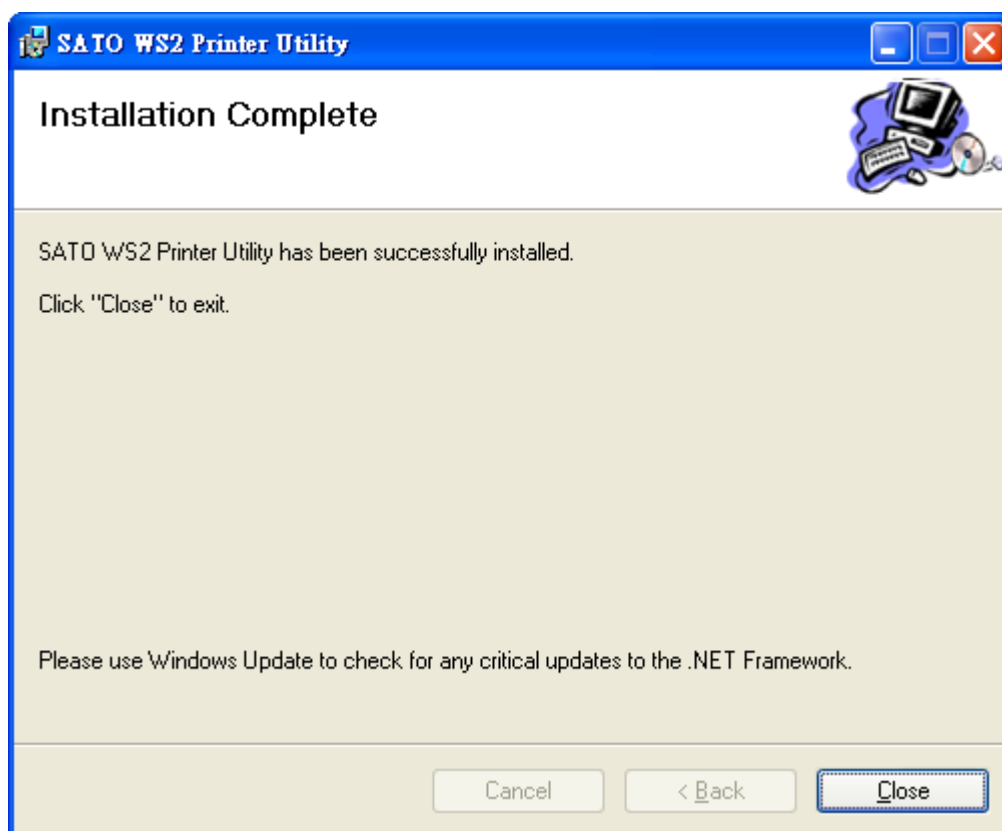 SATO WS2 Printer Utility
Installation Complete
SATO WS2 Printer Utility has been successfully installed.
Click "Close" to exit.
Please use Windows Update to check for any critical updates to the .NET Framework.
Cancel
< Back
Close